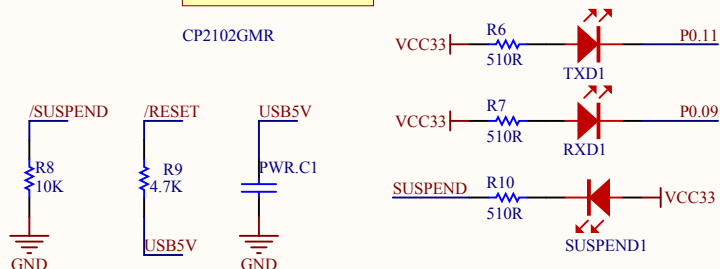 CP2102GMR
R6
VCC33
P0.11
510R
TXD1
/SUSPEND
/RESET
USB5V
R7
VCC33
P0.09
510R
RXD1
R8
10K
R9
4.7K
PWR.C1
SUSPEND
R10
VCC33
510R
USB5V
SUSPEND1
GND
GND